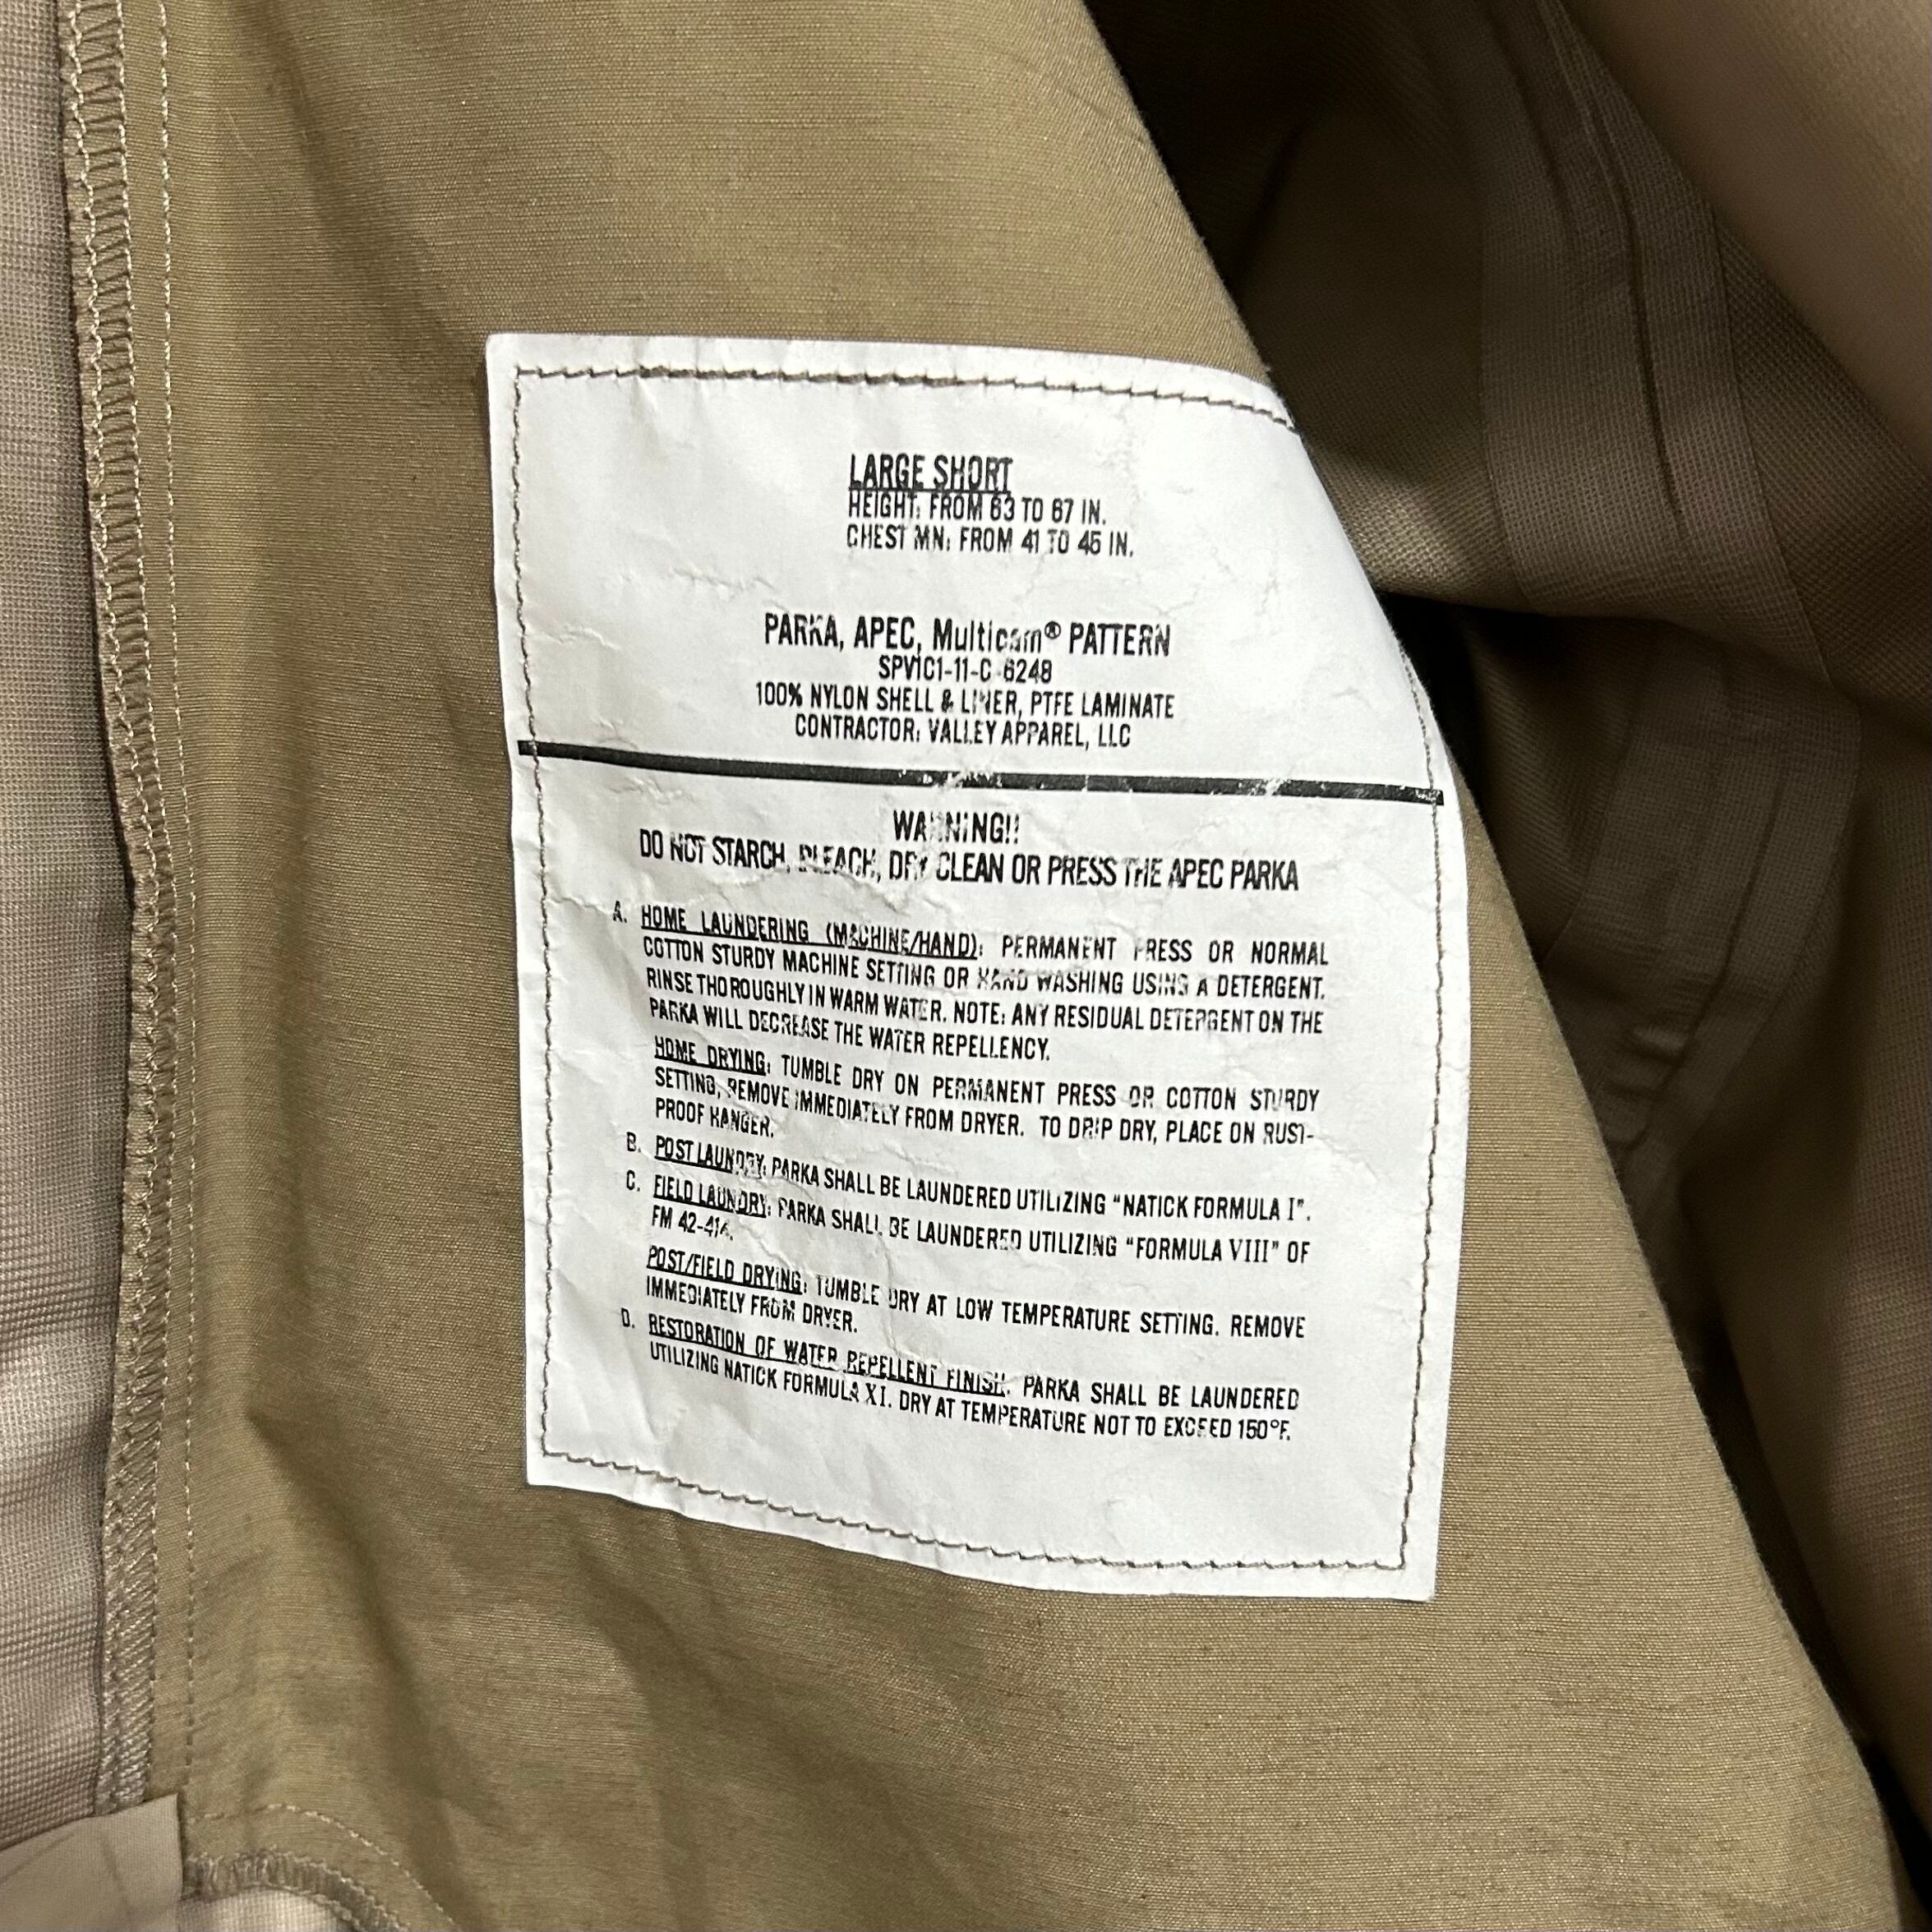 LARGE SHORT
HEIGHT: FROM 63 TO 67 IN.
CHEST MN: FROM 41 TO 45 IN.
PARKA, APEC, Multicam® PATTERN
SPM1C1-11-C-6248
100% NYLON SHELL & LINER, PTFE LAMINATE
CONTRACTOR: VALLEY APPAREL, LLC
WARNING!!
DO NOT STARCH, BLEACH, DRY CLEAN OR PRESS THE APEC PARKA
A. HOME LAUNDERING (MACHINE/HAND): PERMANENT PRESS OR NORMAL
COTTON STURDY MACHINE SETTING OR HAND WASHING USING A DETERGENT.
RINSE THOROUGHLY IN WARM WATER. NOTE: ANY RESIDUAL DETERGENT ON THE
PARKA WILL DECREASE THE WATER REPELLENCY.
HOME DRYING: TUMBLE DRY ON PERMANENT PRESS OR COTTON STURDY
SETTING, REMOVE IMMEDIATELY FROM DRYER. TO DRIP DRY, PLACE ON RUST-
PROOF HANGER.
B. POST LAUNDRY: PARKA SHALL BE LAUNDERED UTILIZING "NATICK FORMULA I".
C. FIELD LAUNDRY: PARKA SHALL BE LAUNDERED UTILIZING "FORMULA VIII" OF
FM 42-414.
POST/FIELD DRYING: TUMBLE DRY AT LOW TEMPERATURE SETTING. REMOVE
IMMEDIATELY FROM DRYER.
D. RESTORATION OF WATER REPELLENT FINISH. PARKA SHALL BE LAUNDERED
UTILIZING NATICK FORMULA XI. DRY AT TEMPERATURE NOT TO EXCEED 150°F.